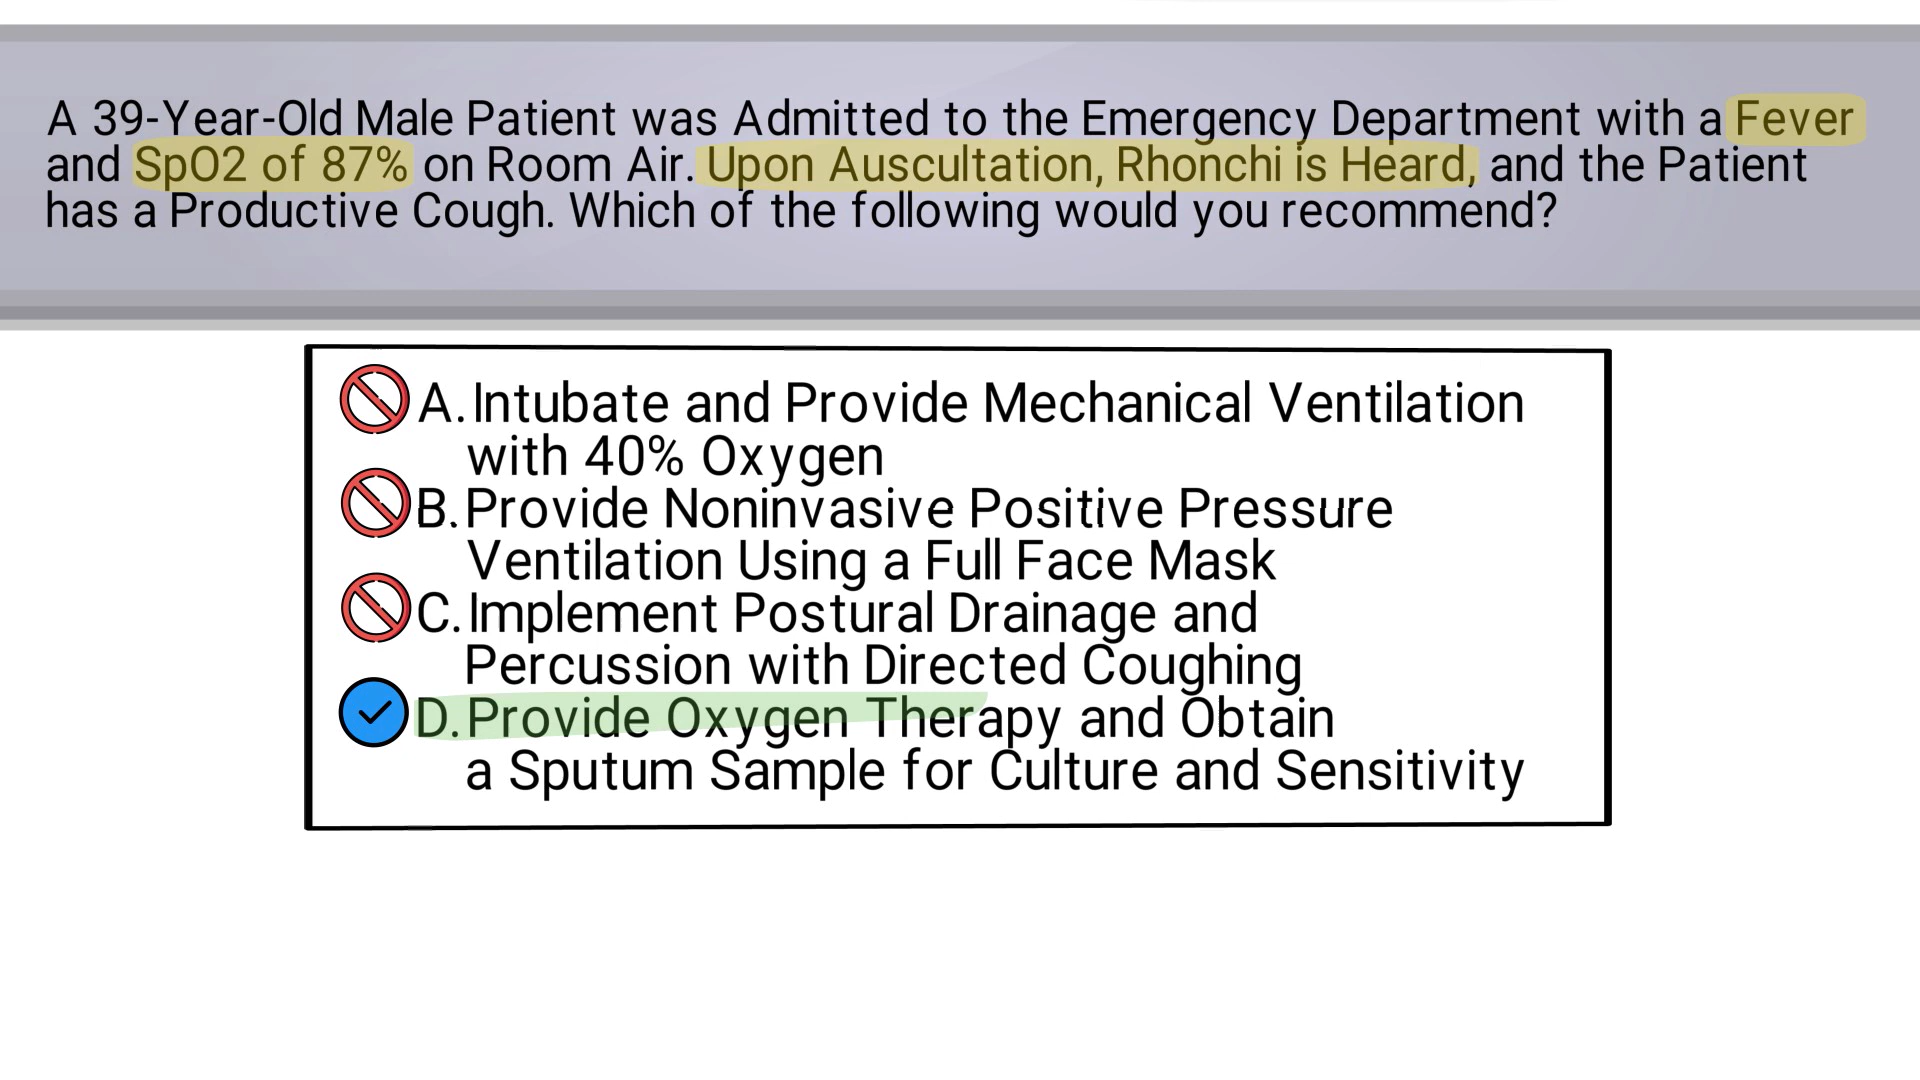 A 39-Year-Old Male Patient was Admitted to the Emergency Department with a Fever
and SpO2 of 87% on Room Air. Upon Auscultation, Rhonchi is Heard, and the Patient
has a Productive Cough. Which of the following would you recommend?
A. Intubate and Provide Mechanical Ventilation
with 40% Oxygen
B. Provide Noninvasive Positive Pressure
Ventilation Using a Full Face Mask
C. Implement Postural Drainage and
Percussion with Directed Coughing
D. Provide Oxygen Therapy and Obtain
a Sputum Sample for Culture and Sensitivity